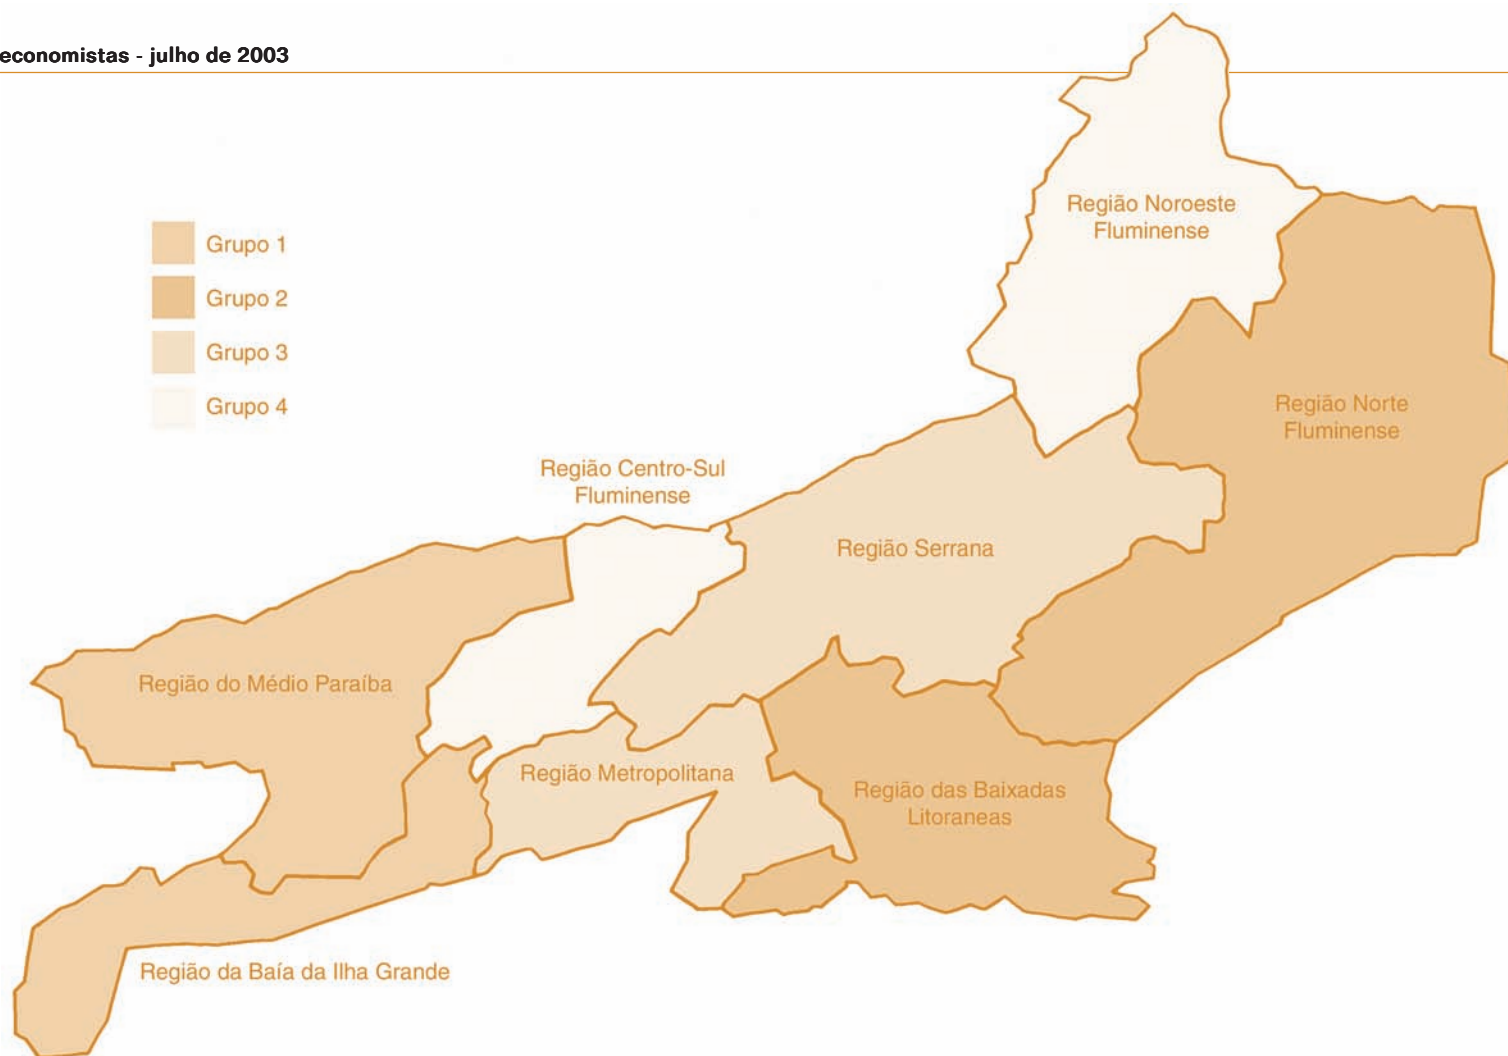 economistas - julho de 2003
Região Noroeste
Fluminense
Grupo 1
Grupo 2
Grupo 3
Grupo 4
Região Norte
Fluminense
Região Centro-Sul
Fluminense
Região Serrana
Região do Médio Paraíba
Região Metropolitana
Região das Baixadas
Litoraneas
Região da Baía da Ilha Grande